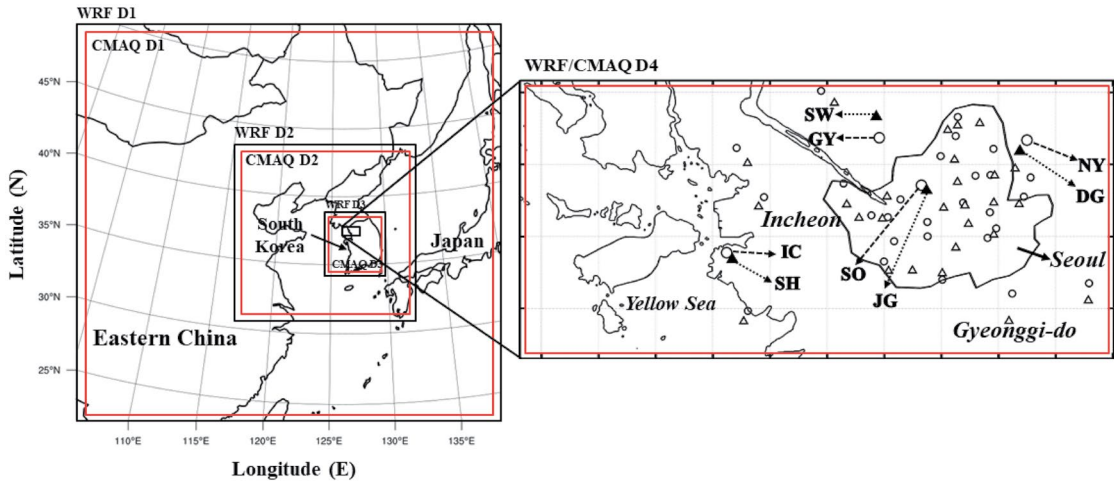 WRF D1
CMAQ D1
WRF D2
CMAQ D2
WRF D3
CMAQ D3
South
Korea
Japan
Eastern China
45°N
40°N
35°N
30°N
25°N
110°E
115°E
120°E
125°E
130°E
135°E
Latitude (N)
Longitude (E)
WRF/CMAQ D4
SW
GY
NY
DG
Incheon
IC
SH
SO
JG
Seoul
Yellow Sea
Gyeonggi-do